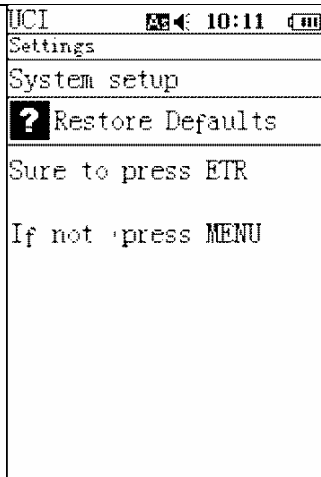 UCI 10:11
Settings
System setup
? Restore Defaults
Sure to press ETR
If not ,press MENU